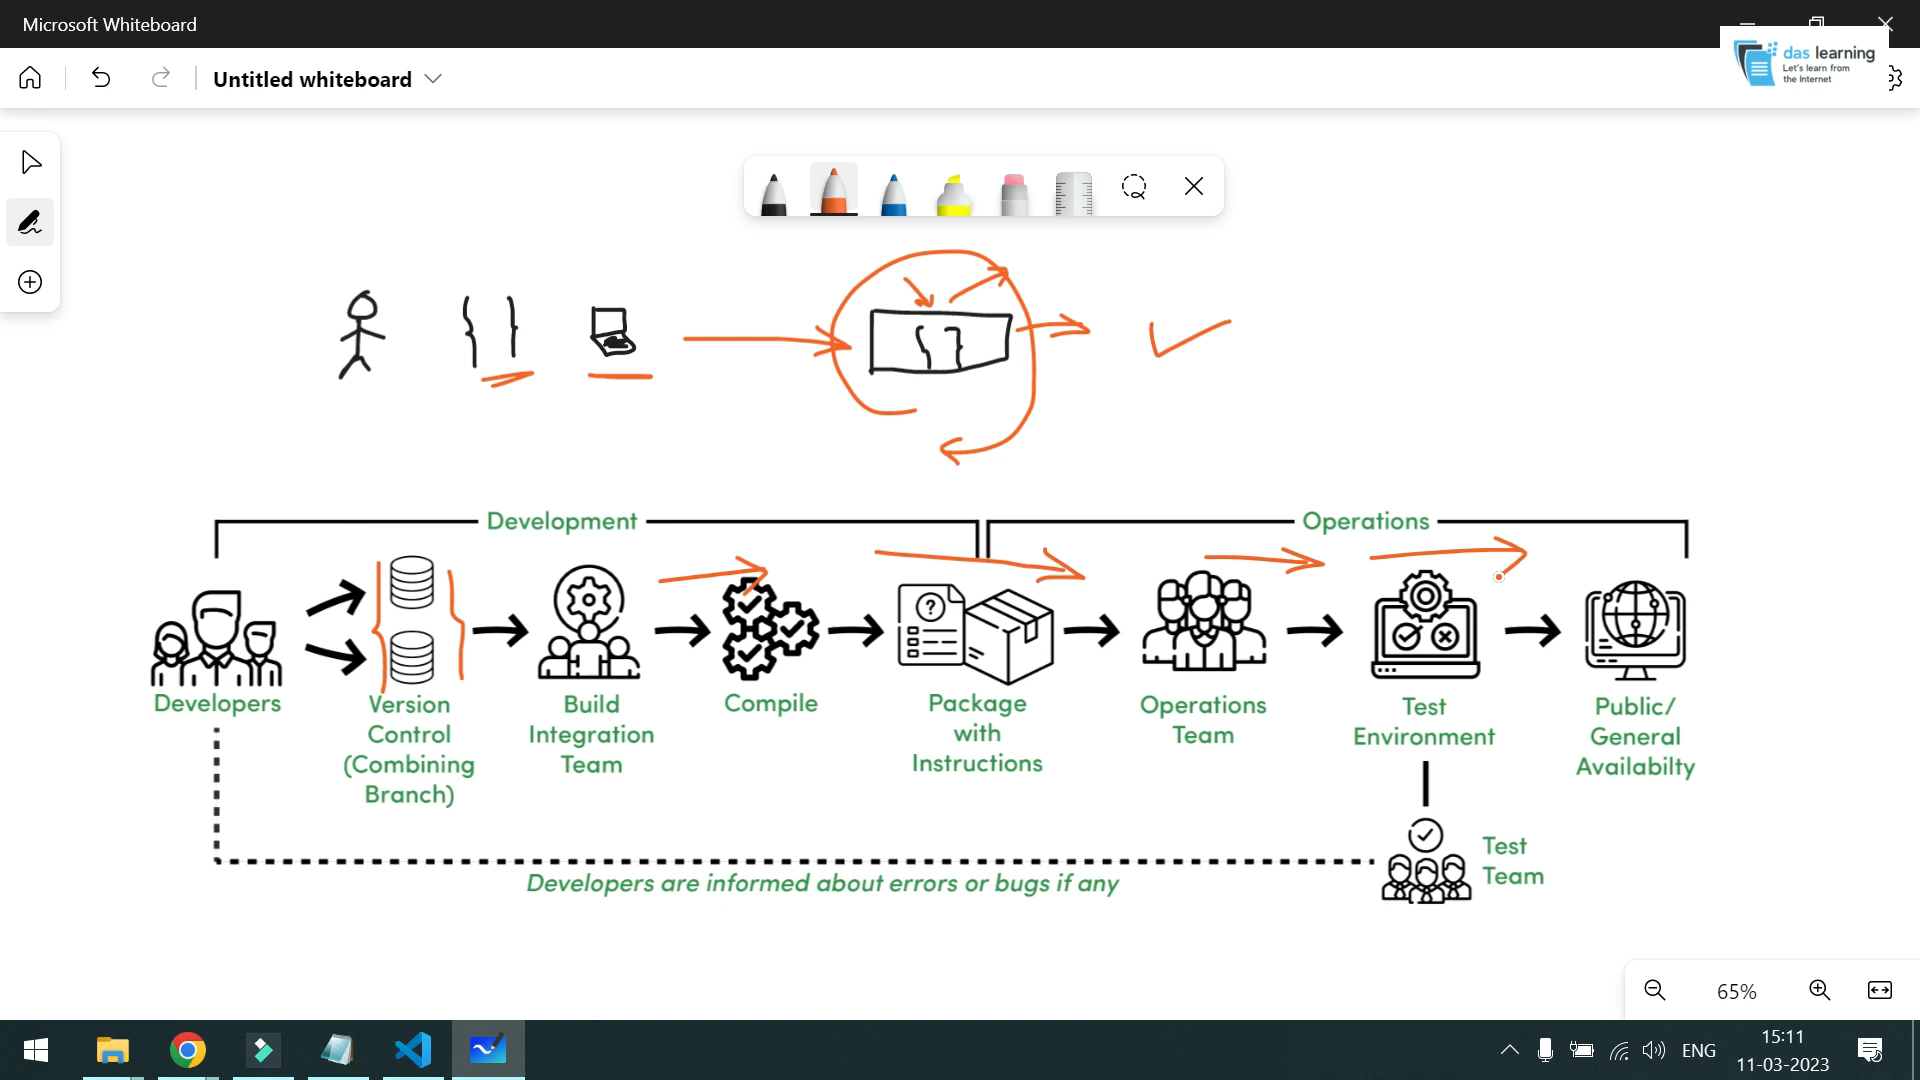 Microsoft Whiteboard
das learning
Let's learn from
the Internet
Untitled whiteboard
{ }
{ }
Development
Operations
Developers
Version
Control
(Combining
Branch)
Build
Integration
Team
Compile
?
Package
with
Instructions
Operations
Team
Test
Environment
Public/
General
Availabilty
Test
Team
Developers are informed about errors or bugs if any
65%
ENG
15:11
11-03-2023